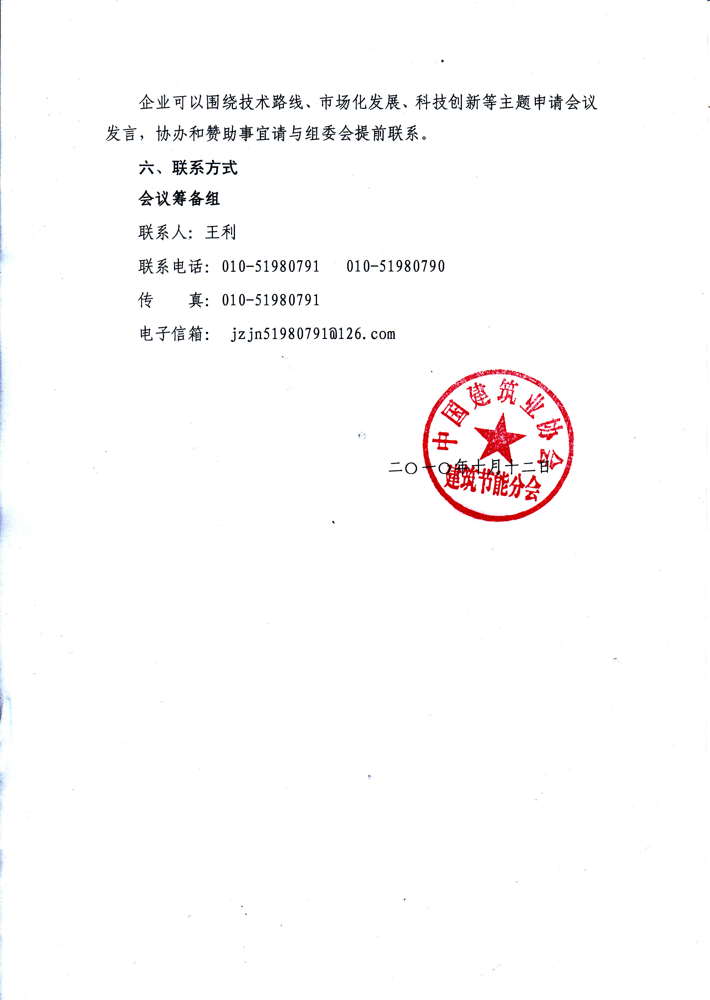 企业可以围绕技术路线、市场化发展、科技创新等主题申请会议
发言，协办和赞助事宜请与组委会提前联系。
六、联系方式
会议筹备组
联系人：王利
联系电话：010-51980791 010-51980790
传 真：010-51980791
电子信箱： jzjn51980791@126.com
中国建筑业协会
二〇一〇年十月十二日
建筑节能分会